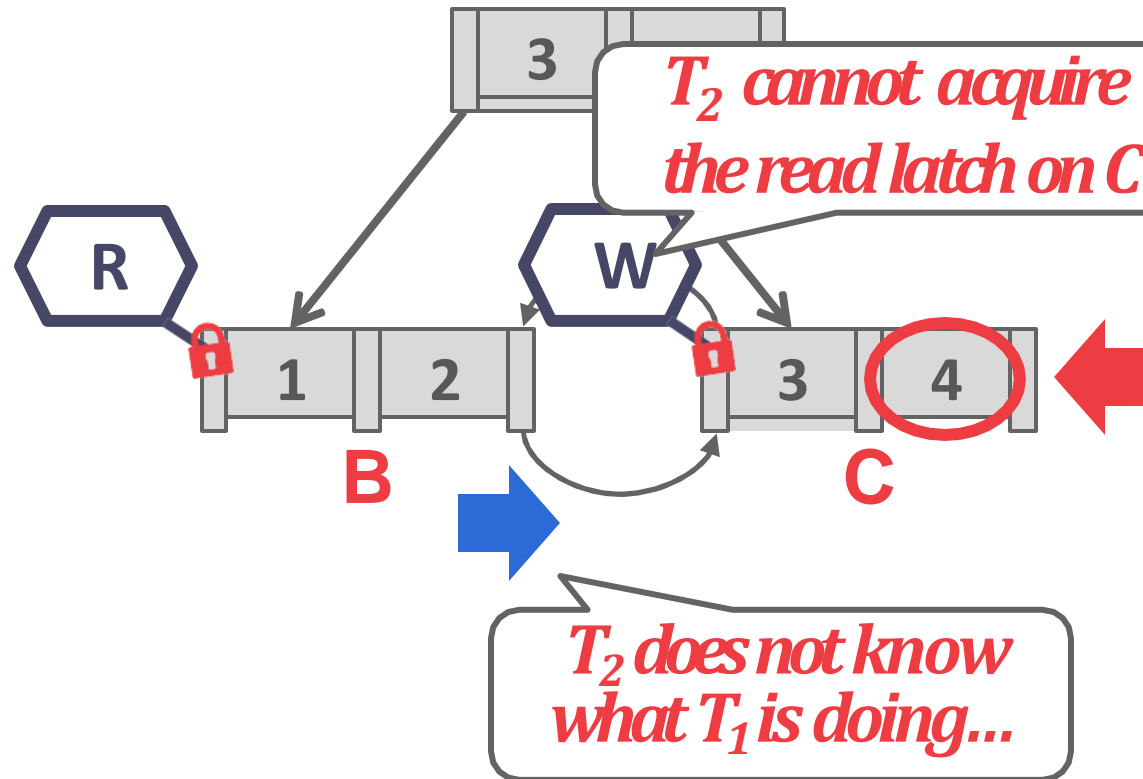 3
T₂ cannot acquire
the read latch on C
R
W
1 2
3 4
B
C
T₂ does not know
what T₁ is doing...